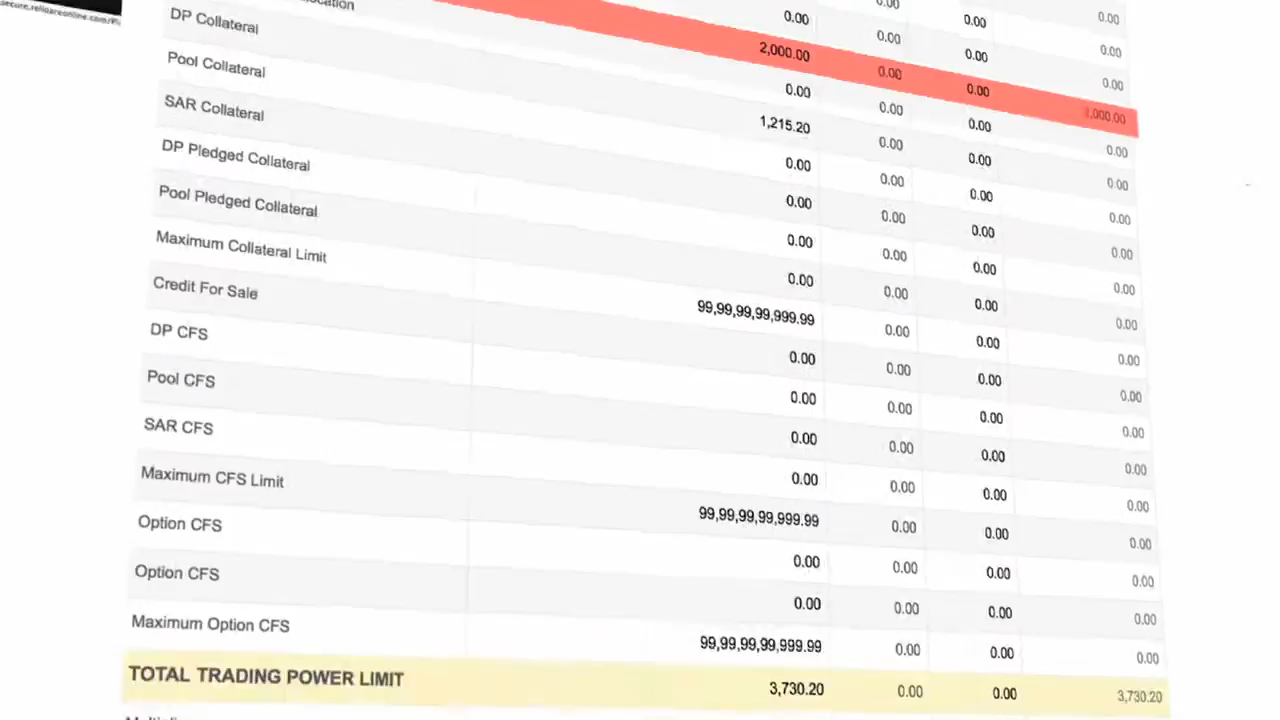 secure.religareonline.com
0.00
0.00 0.00 0.00
0.00 0.00 0.00 0.00
2,000.00 0.00 0.00
0.00 0.00 0.00 0.00
DP Collateral 1,215.20 0.00 0.00 0.00
Pool Collateral 0.00 0.00 0.00 0.00
SAR Collateral 0.00 0.00 0.00 0.00
DP Pledged Collateral 0.00 0.00 0.00 0.00
Pool Pledged Collateral 0.00 0.00 0.00 0.00
Maximum Collateral Limit 99,99,99,99,999.99 0.00 0.00 0.00
Credit For Sale 0.00 0.00 0.00 0.00
DP CFS 0.00 0.00 0.00 0.00
Pool CFS 0.00 0.00 0.00 0.00
SAR CFS 0.00 0.00 0.00 0.00
Maximum CFS Limit 99,99,99,99,999.99 0.00 0.00 0.00
Option CFS 0.00 0.00 0.00 0.00
Option CFS 0.00 0.00 0.00 0.00
Maximum Option CFS 99,99,99,99,999.99 0.00 0.00 0.00
TOTAL TRADING POWER LIMIT 3,730.20 0.00 0.00 3,730.20